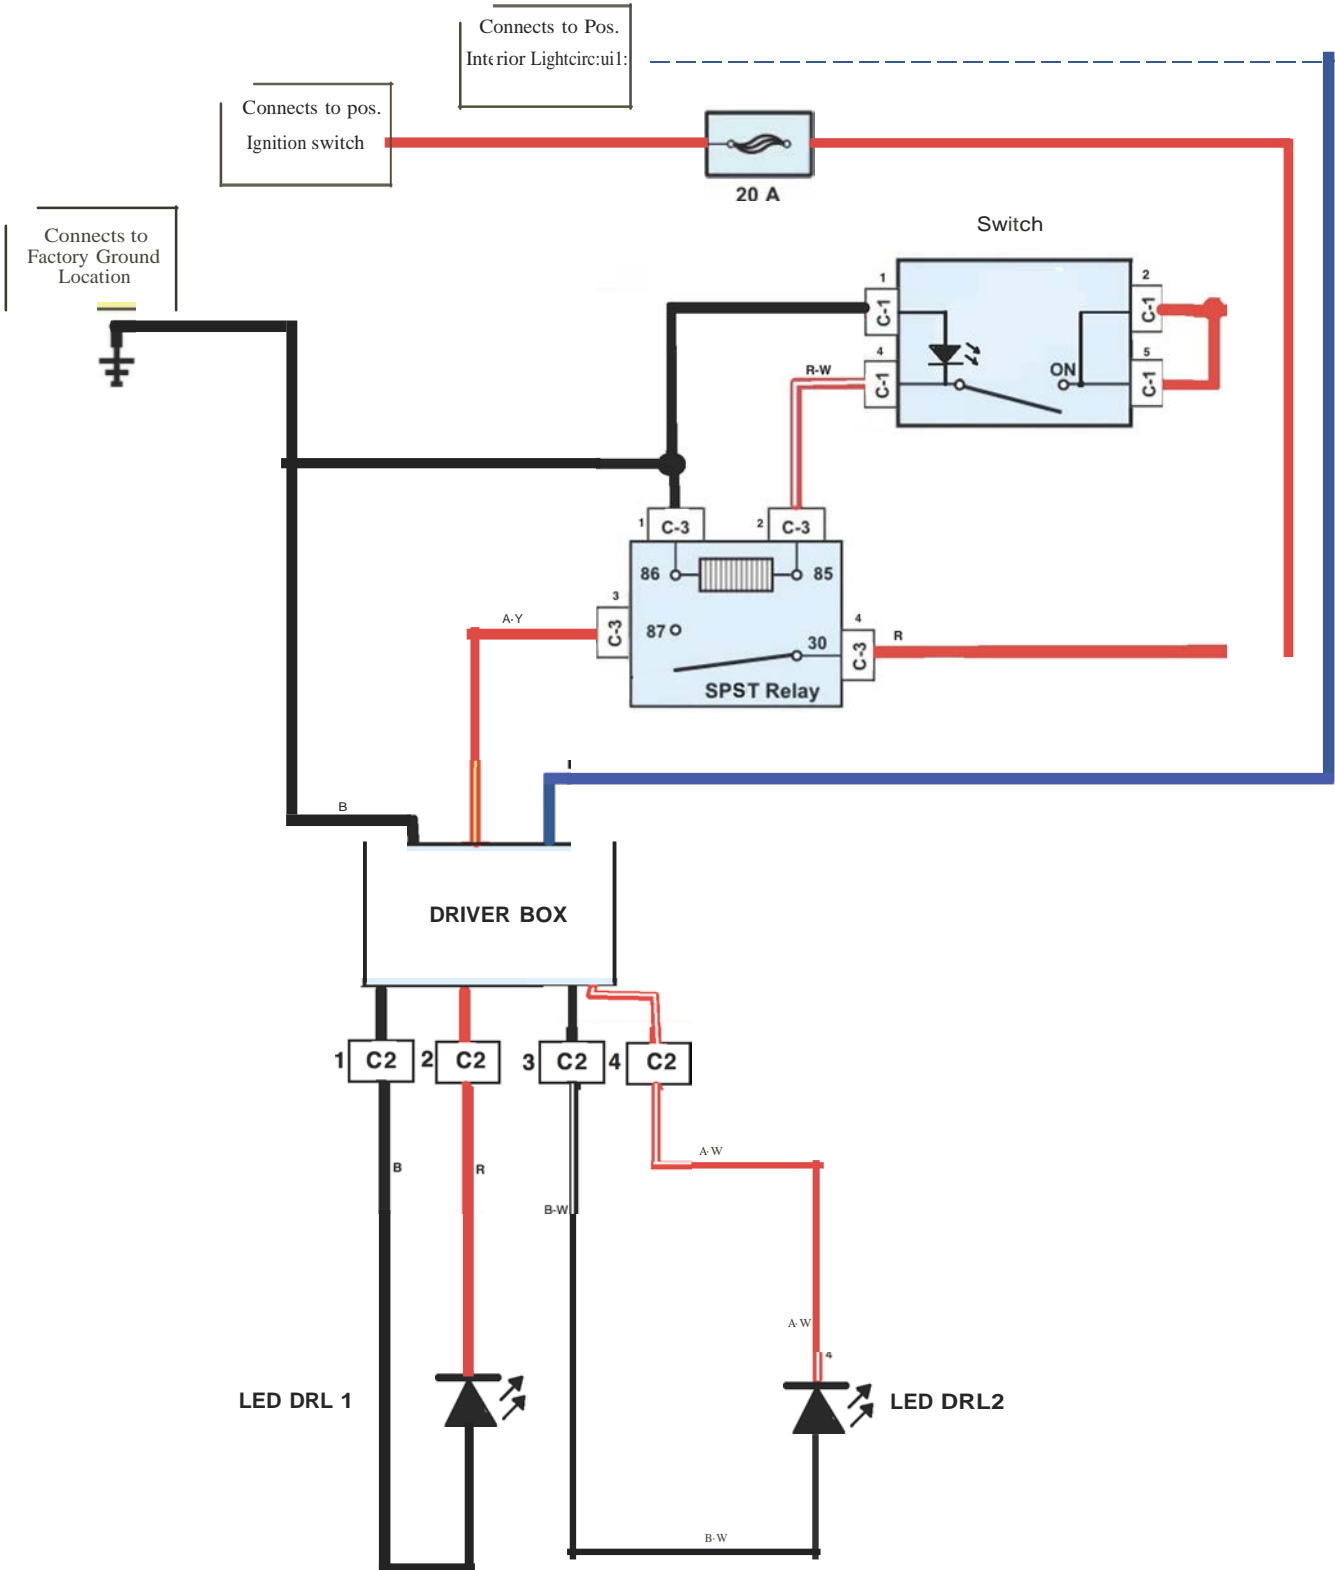 Connects to Pos.
Interior Lightcirc:ui1:
Connects to pos.
Ignition switch
20 A
Connects to
Factory Ground
Location
Switch
1
C-1
2
C-1
4
C-1
5
C-1
ON
R-W
1
C-3
2
C-3
86
85
3
C-3
87
30
4
C-3
SPST Relay
A·Y
R
B
DRIVER BOX
1
C2
2
C2
3
C2
4
C2
B
R
A·W
B-W
A·W
4
LED DRL 1
LED DRL2
B·W